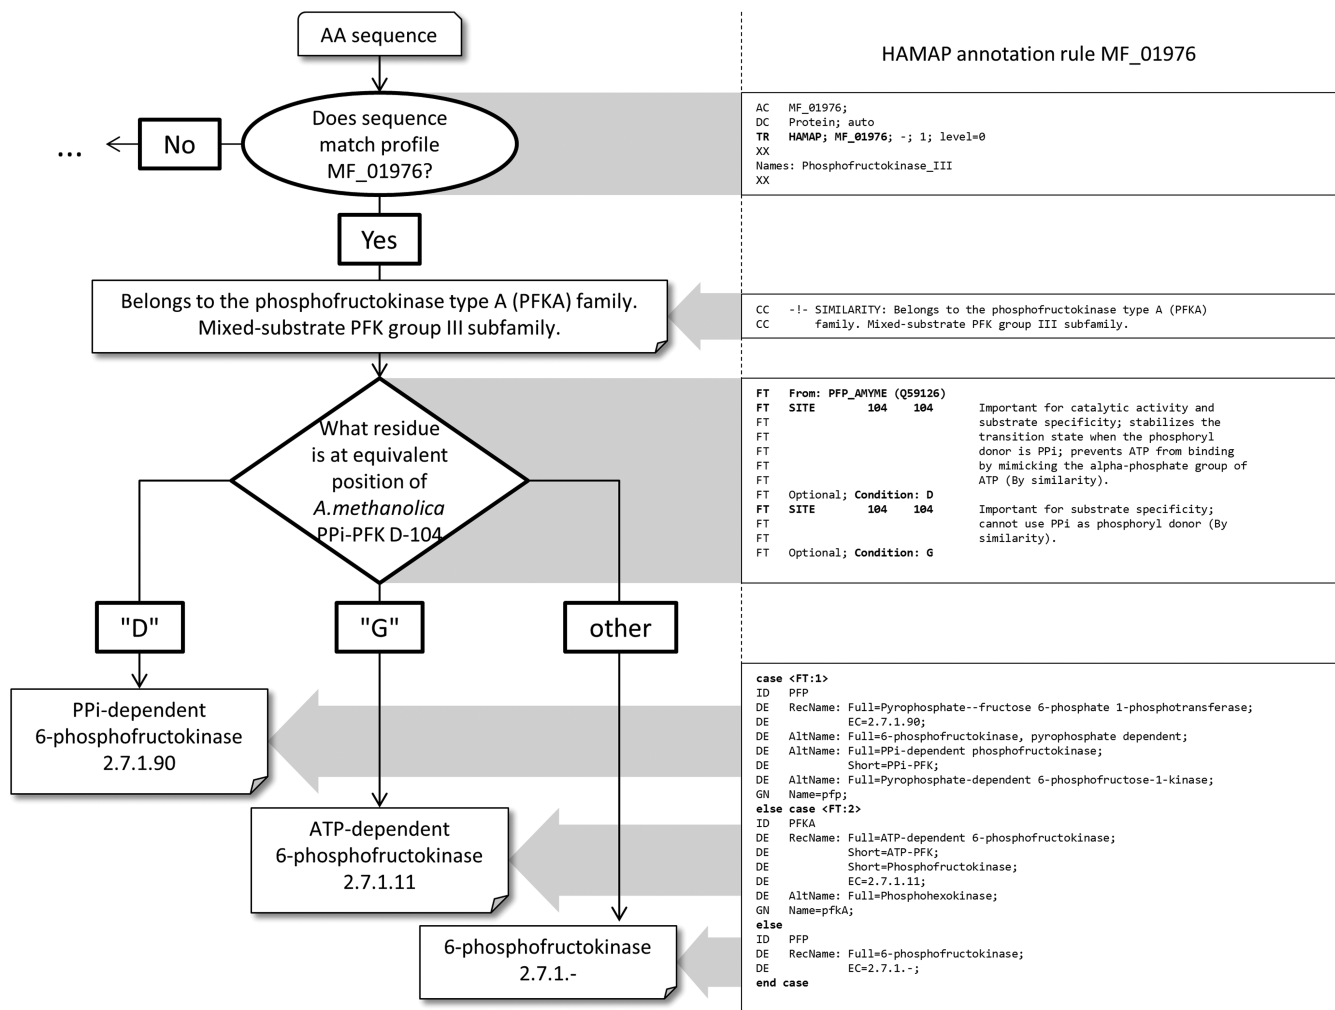 AA sequence
Does sequence
match profile
MF_01976?
No
...
Yes
Belongs to the phosphofructokinase type A (PFKA) family.
Mixed-substrate PFK group III subfamily.
What residue
is at equivalent
position of
A.methanolica
PPi-PFK D-104
"D"
"G"
other
PPi-dependent
6-phosphofructokinase
2.7.1.90
ATP-dependent
6-phosphofructokinase
2.7.1.11
6-phosphofructokinase
2.7.1.-
HAMAP annotation rule MF_01976
AC MF_01976;
DC Protein; auto
TR HAMAP; MF_01976; -; 1; level=0
XX
Names: Phosphofructokinase_III
XX
CC -!- SIMILARITY: Belongs to the phosphofructokinase type A (PFKA)
CC family. Mixed-substrate PFK group III subfamily.
FT From: PFP_AMYME (Q59126)
FT SITE 104 104 Important for catalytic activity and
FT substrate specificity; stabilizes the
FT transition state when the phosphoryl
FT donor is PPi; prevents ATP from binding
FT by mimicking the alpha-phosphate group of
FT ATP (By similarity).
FT Optional; Condition: D
FT SITE 104 104 Important for substrate specificity;
FT cannot use PPi as phosphoryl donor (By
FT similarity).
FT Optional; Condition: G
case <FT:1>
ID PFP
DE RecName: Full=Pyrophosphate--fructose 6-phosphate 1-phosphotransferase;
DE EC=2.7.1.90;
DE AltName: Full=6-phosphofructokinase, pyrophosphate dependent;
DE AltName: Full=PPi-dependent phosphofructokinase;
DE Short=PPi-PFK;
DE AltName: Full=Pyrophosphate-dependent 6-phosphofructose-1-kinase;
GN Name=pfp;
else case <FT:2>
ID PFKA
DE RecName: Full=ATP-dependent 6-phosphofructokinase;
DE Short=ATP-PFK;
DE Short=Phosphofructokinase;
DE EC=2.7.1.11;
DE AltName: Full=Phosphohexokinase;
GN Name=pfkA;
else
ID PFP
DE RecName: Full=6-phosphofructokinase;
DE EC=2.7.1.-;
end case